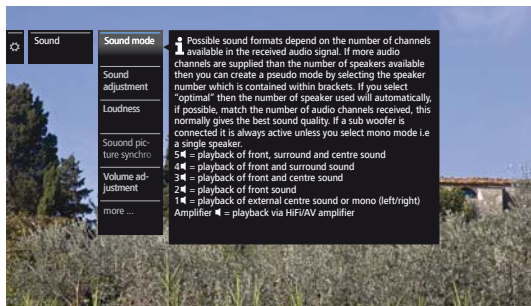 Sound
Sound mode
Sound
adjustment
Loudness
Souond pic-
ture synchro
Volume ad-
justment
more ...
Possible sound formats depend on the number of channels
available in the received audio signal. If more audio
channels are supplied than the number of speakers available
then you can create a pseudo mode by selecting the speaker
number which is contained within brackets. If you select
“optimal” then the number of speaker used will automatically,
if possible, match the number of audio channels received, this
normally gives the best sound quality. If a sub woofer is
connected it is always active unless you select mono mode i.e
a single speaker.
5 = playback of front, surround and centre sound
4 = playback of front and surround sound
3 = playback of front and centre sound
2 = playback of front sound
1 = playback of external centre sound or mono (left/right)
Amplifier = playback via HiFi/AV amplifier